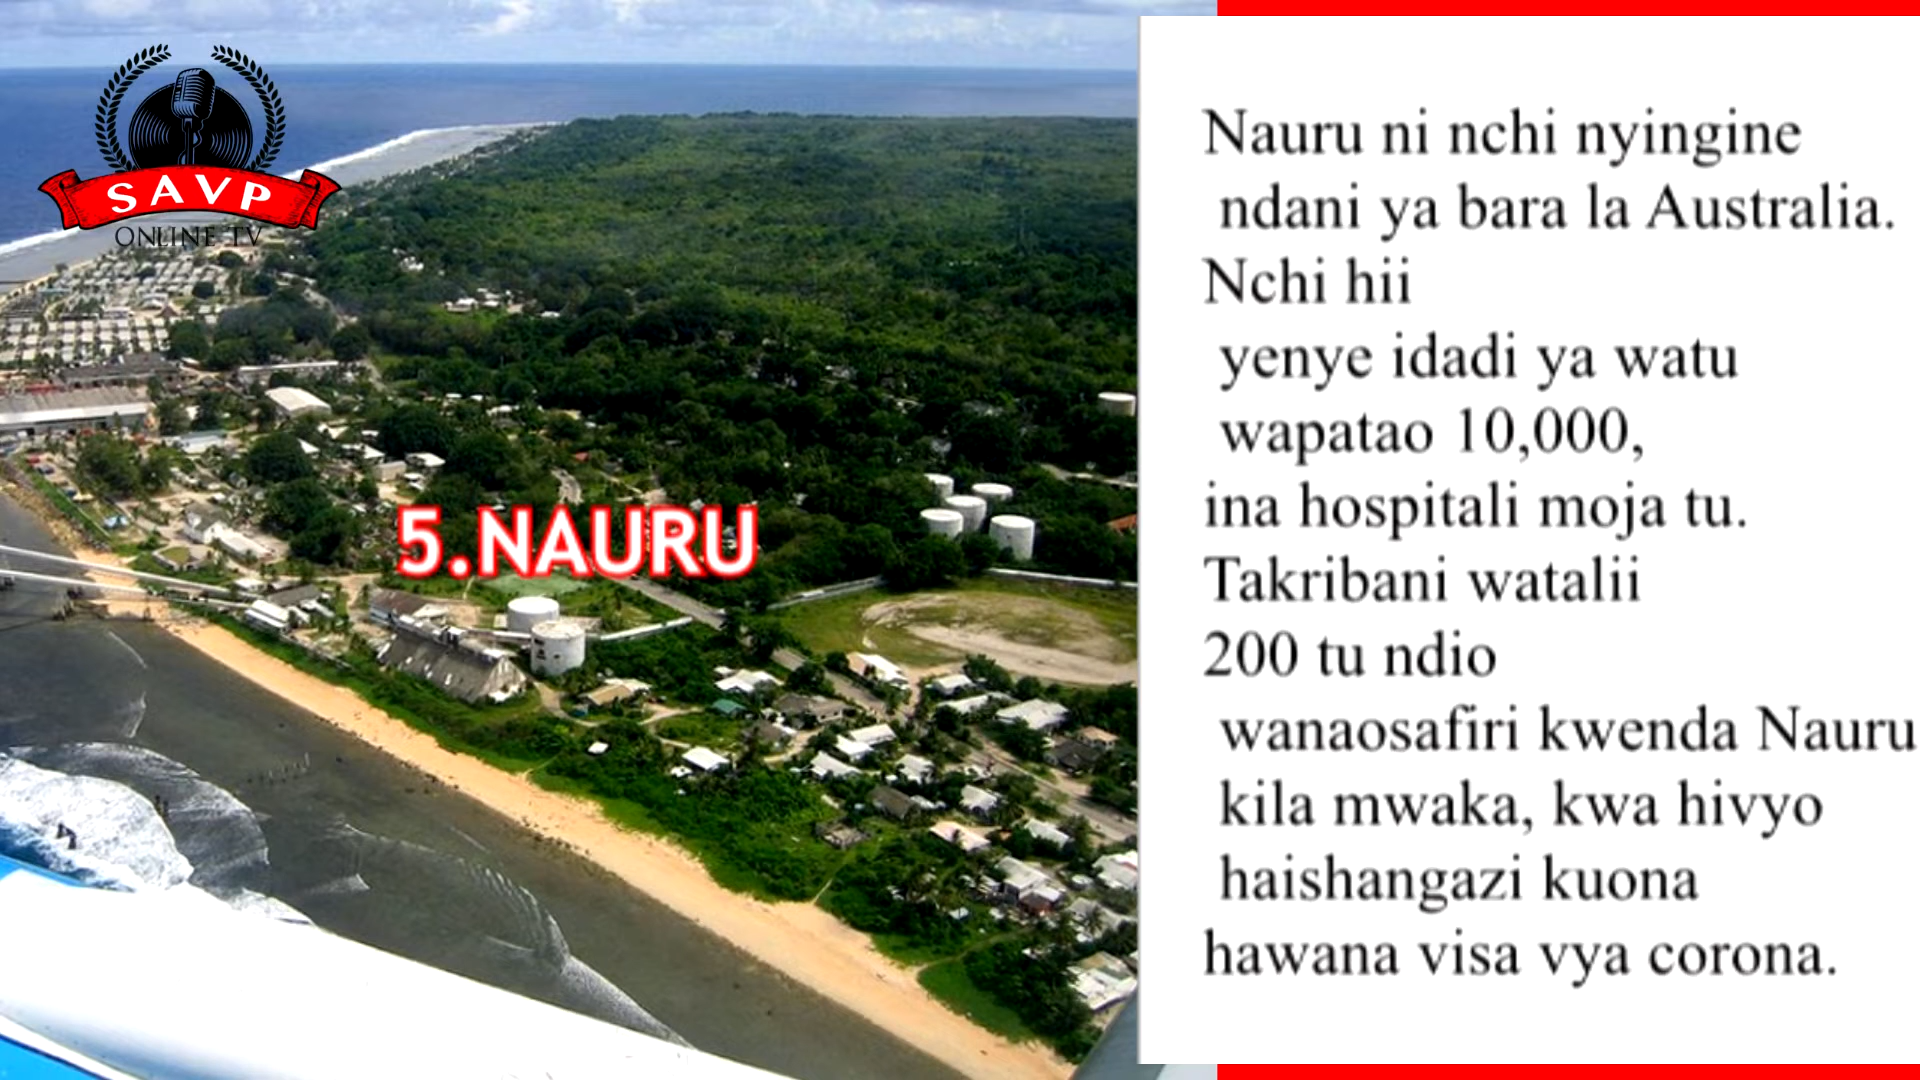 SAVP
ONLINE TV
5.NAURU
Nauru ni nchi nyingine
ndani ya bara la Australia.
Nchi hii
yenye idadi ya watu
wapatao 10,000,
ina hospitali moja tu.
Takribani watalii
200 tu ndio
wanaosafiri kwenda Nauru
kila mwaka, kwa hivyo
haishangazi kuona
hawana visa vya corona.